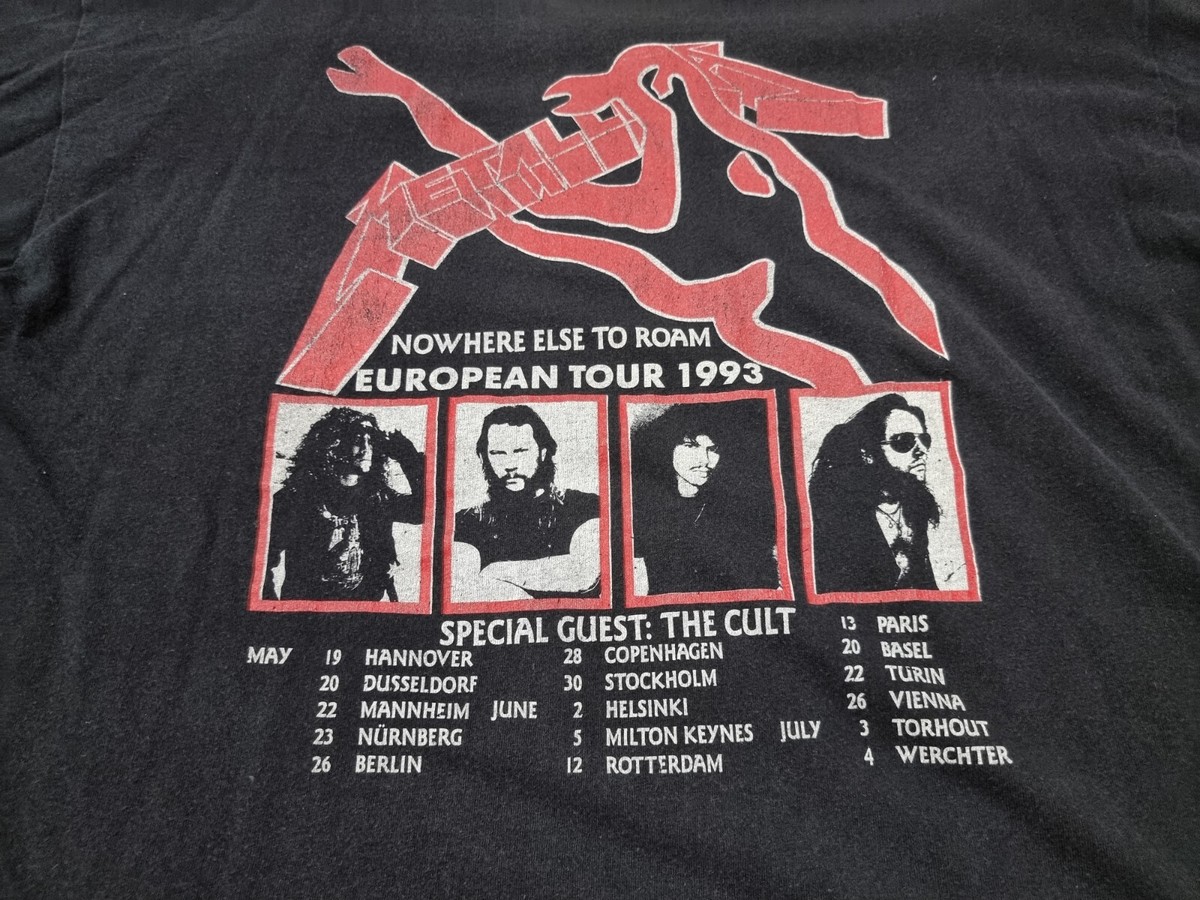 NOWHERE ELSE TO ROAM
EUROPEAN TOUR 1993
SPECIAL GUEST: THE CULT
MAY 19 HANNOVER
20 DUSSELDORF
22 MANNHEIM
23 NÜRNBERG
26 BERLIN
28 COPENHAGEN
30 STOCKHOLM
JUNE 2 HELSINKI
5 MILTON KEYNES
12 ROTTERDAM
13 PARIS
20 BASEL
22 TURIN
26 VIENNA
JULY 3 TORHOUT
4 WERCHTER